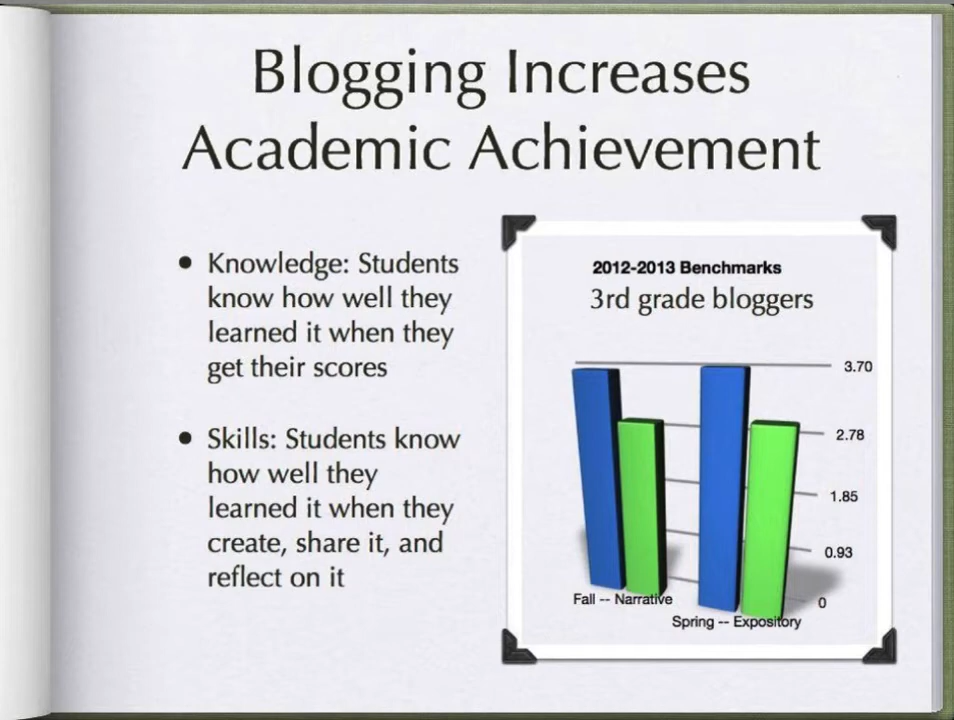 Blogging Increases
Academic Achievement
• Knowledge: Students
know how well they
learned it when they
get their scores
• Skills: Students know
how well they
learned it when they
create, share it, and
reflect on it
2012-2013 Benchmarks
3rd grade bloggers
3.70
2.78
1.85
0.93
0
Fall -- Narrative
Spring -- Expository